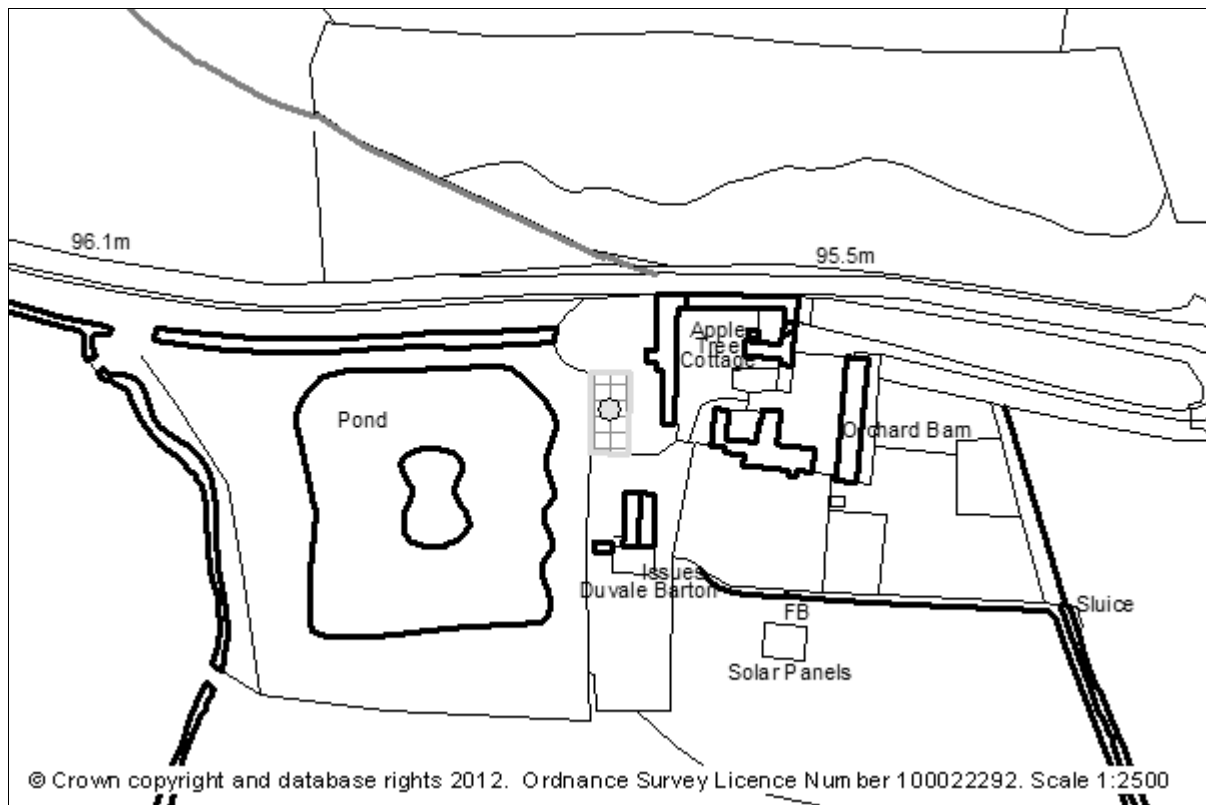 96.1m
95.5m
Apple
Tree
Cottage
Pond
Orchard Barn
Issues
Duvale Barton
FB
Sluice
Solar Panels
© Crown copyright and database rights 2012. Ordnance Survey Licence Number 100022292. Scale 1:2500